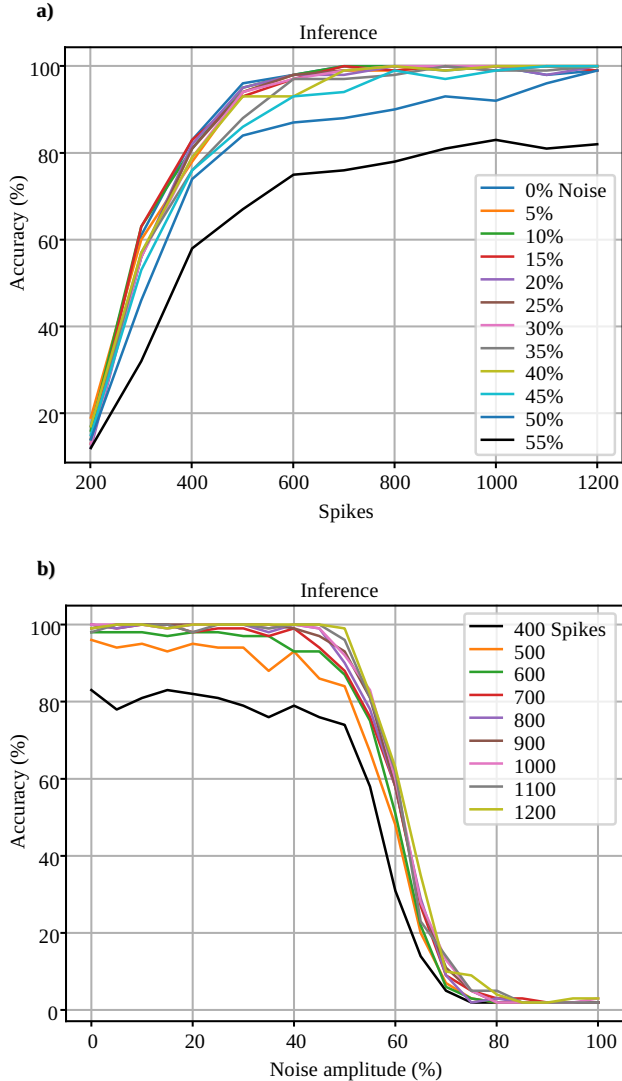 a)
Inference
100
80
60
40
20
Accuracy (%)
0% Noise
5%
10%
15%
20%
25%
30%
35%
40%
45%
50%
55%
200 400 600 800 1000 1200
Spikes
b)
Inference
100
80
60
40
20
0
Accuracy (%)
400 Spikes
500
600
700
800
900
1000
1100
1200
0 20 40 60 80 100
Noise amplitude (%)